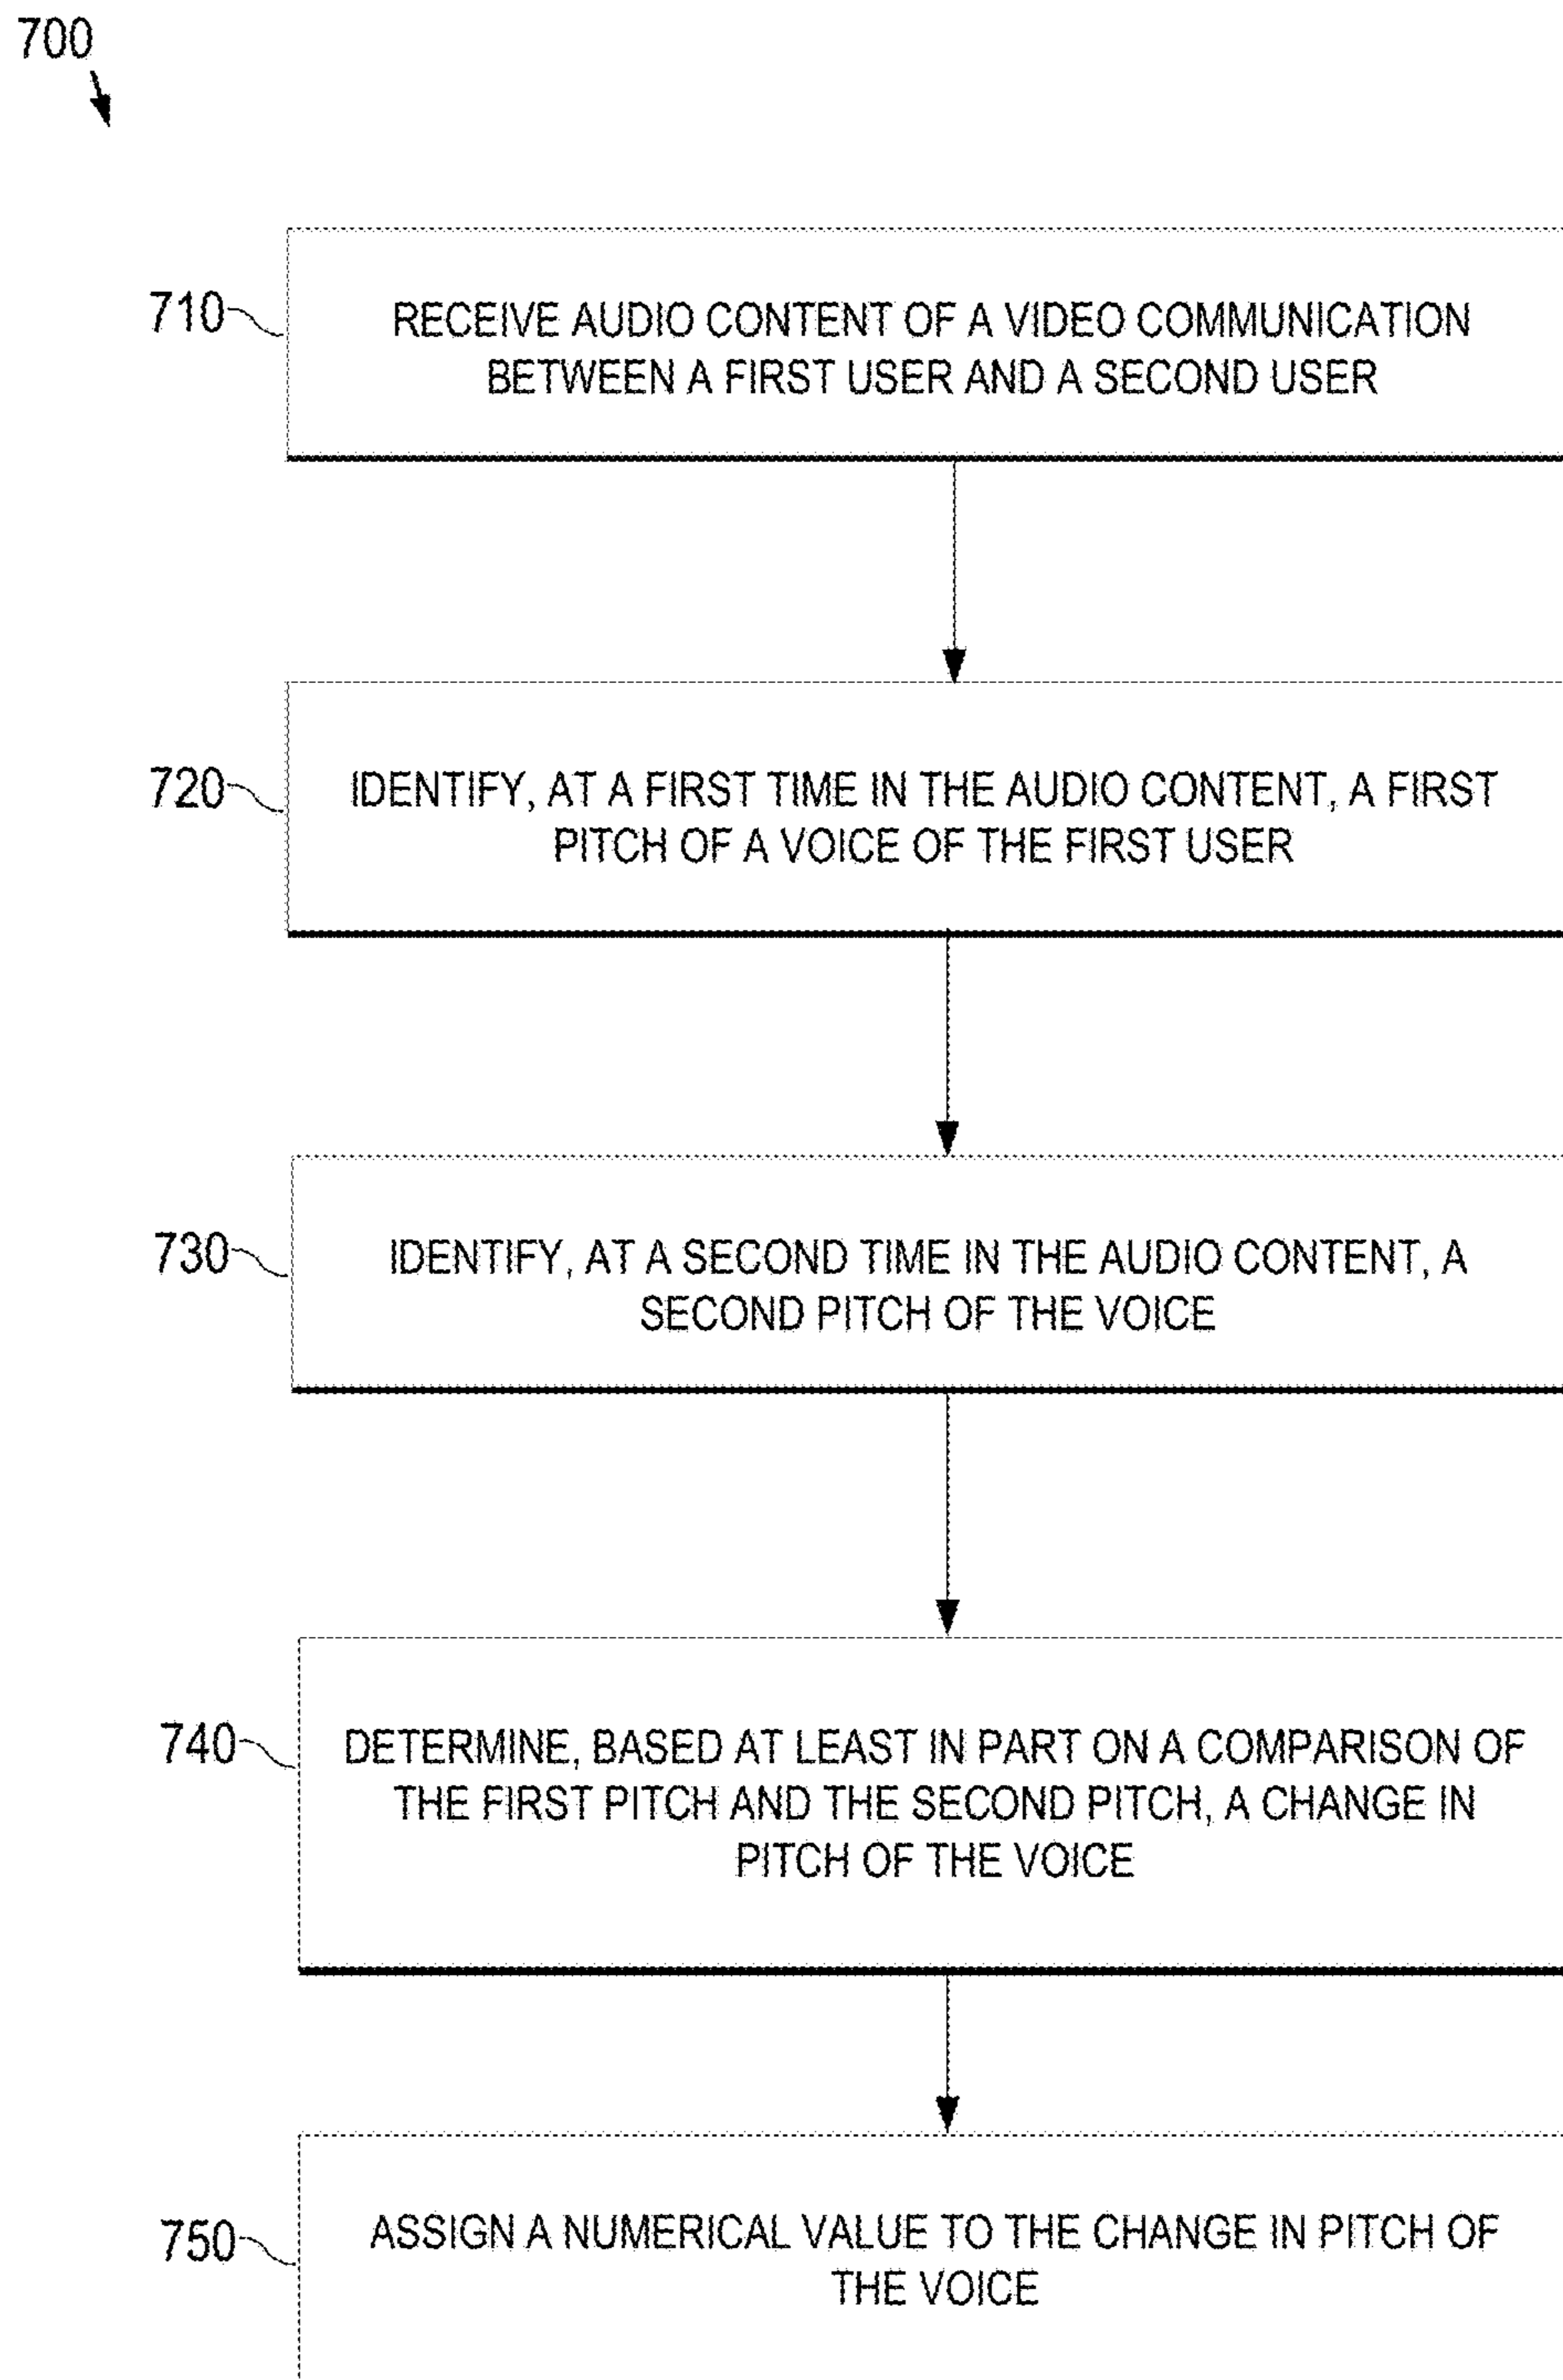 700
710
RECEIVE AUDIO CONTENT OF A VIDEO COMMUNICATION
BETWEEN A FIRST USER AND A SECOND USER
720
IDENTIFY, AT A FIRST TIME IN THE AUDIO CONTENT, A FIRST
PITCH OF A VOICE OF THE FIRST USER
730
IDENTIFY, AT A SECOND TIME IN THE AUDIO CONTENT, A
SECOND PITCH OF THE VOICE
740
DETERMINE, BASED AT LEAST IN PART ON A COMPARISON OF
THE FIRST PITCH AND THE SECOND PITCH, A CHANGE IN
PITCH OF THE VOICE
750
ASSIGN A NUMERICAL VALUE TO THE CHANGE IN PITCH OF
THE VOICE